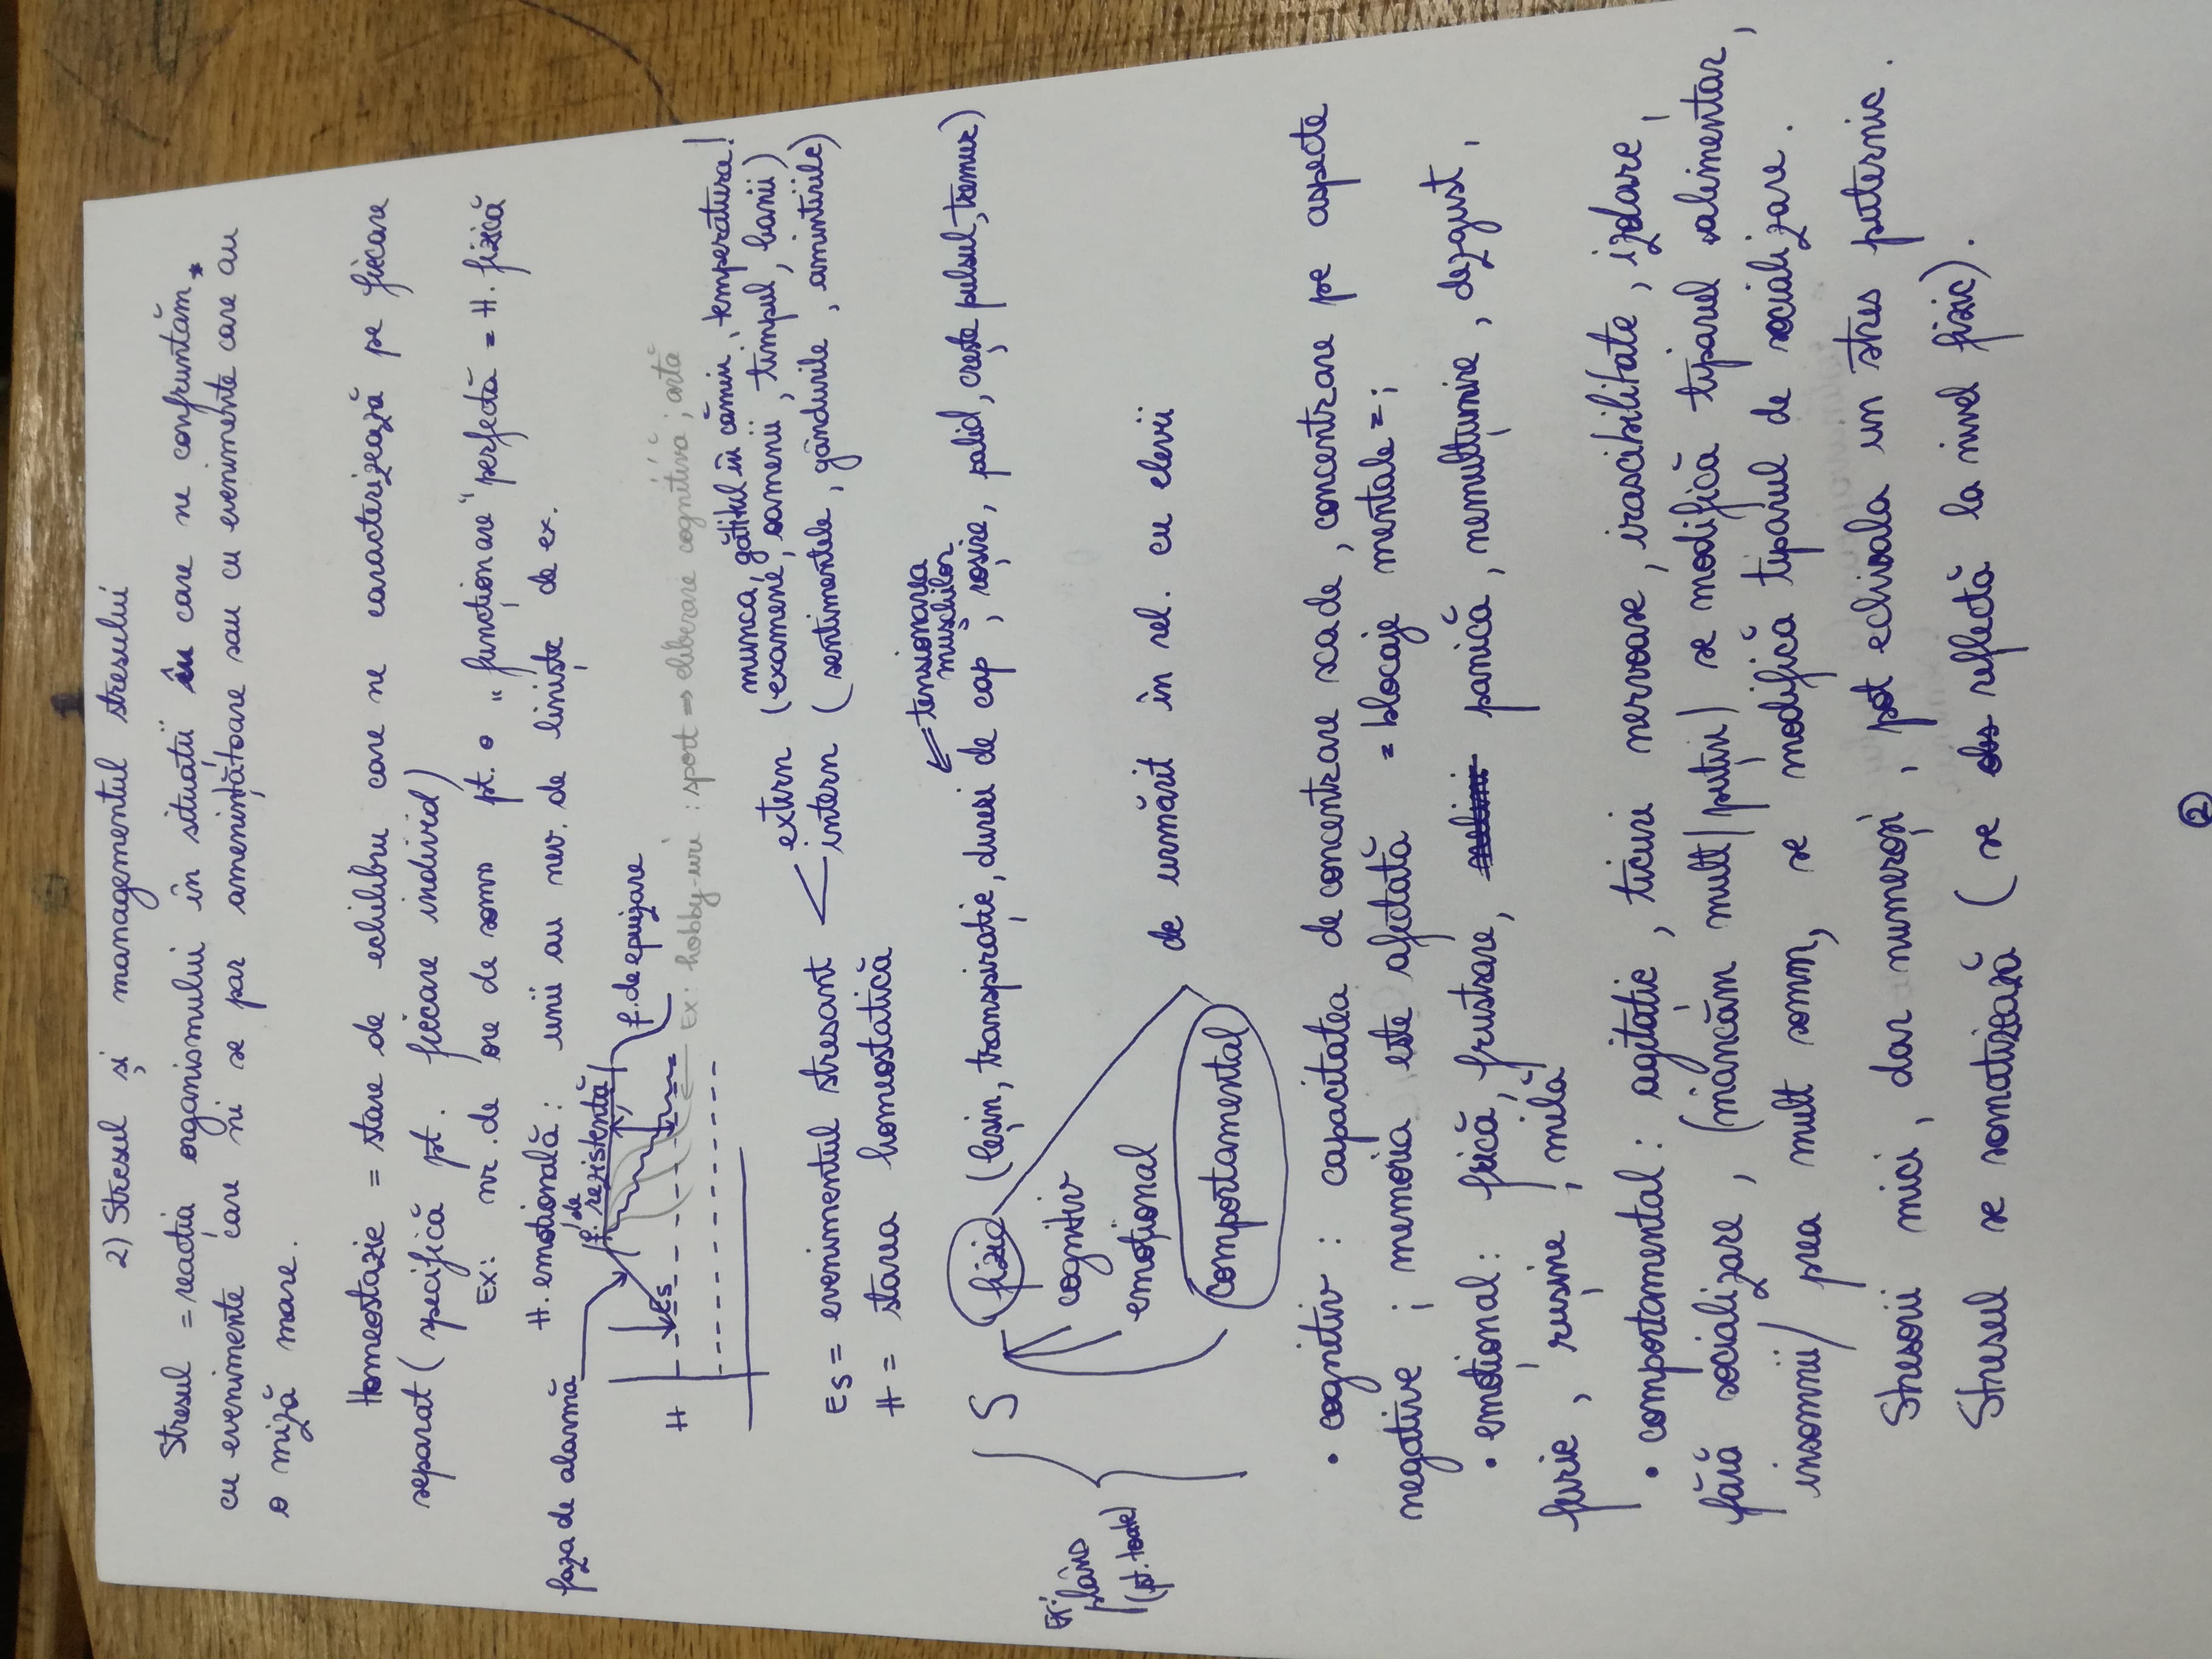 2) Stresul și managementul stresului
Stresul = reacția organismului în situații în care ne confruntăm
cu evenimente care ni se par amenințătoare sau cu evenimente care au
o miză mare.
Homeostazie = stare de echilibru care ne caracterizează pe fiecare
separat (specifică pt. fiecare individ)
Ex: nr. de ore de somn pt. o „funcționare" perfectă = H. fizică
H. emoțională: unii au nev. de liniște de ex.
faza de alarmă
f. de rezistență
f. de epuizare
Es
H
Ex: hobby-uri : sport => eliberare cognitivă ; artă
munca, gătitul în cămin, temperatura!
extern (examene, oamenii, timpul, banii)
Es = evenimentul stresant
intern (sentimentele, gândurile, amintirile)
H = starea homeostatică
tensionarea
mușchilor
S fizic (leșin, transpirație, dureri de cap, roșire, palid, crește pulsul, tremur)
cognitiv
Ex:
plâns
(pt. toate)
emoțional
de urmărit în rel. cu elevii
comportamental
• cognitiv : capacitatea de concentrare scade, concentrare pe aspecte
negative ; memoria este afectată = blocaje mentale = ;
• emoțional : frică, frustrare, panică, nemulțumire, dezgust,
furie, rușine, milă
• comportamental : agitație, ticuri nervoase, irascibilitate, izolare,
fără socializare, (mâncăm mult/puțin) se modifică tiparul alimentar,
insomnii/ prea mult somn, se modifică tiparul de socializare.
Stresorii mici, dar numeroși, pot echivala un stres puternic.
Stresul se somatizează (se obs reflectă la nivel fizic).
2